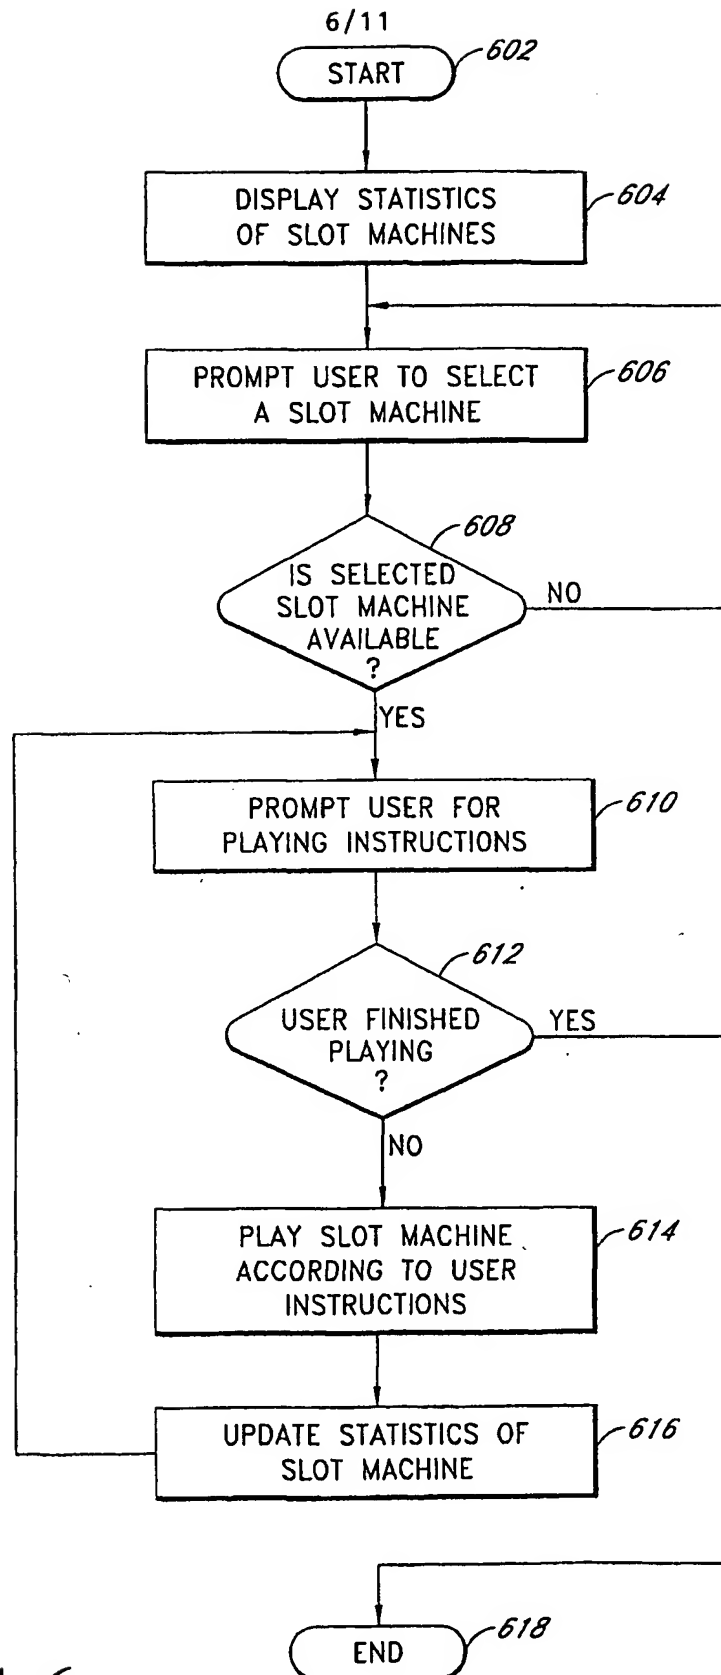 6/11
START
602
DISPLAY STATISTICS
OF SLOT MACHINES
604
PROMPT USER TO SELECT
A SLOT MACHINE
606
608
IS SELECTED
SLOT MACHINE
AVAILABLE
?
NO
YES
PROMPT USER FOR
PLAYING INSTRUCTIONS
610
612
USER FINISHED
PLAYING
?
YES
NO
PLAY SLOT MACHINE
ACCORDING TO USER
INSTRUCTIONS
614
UPDATE STATISTICS OF
SLOT MACHINE
616
END
618